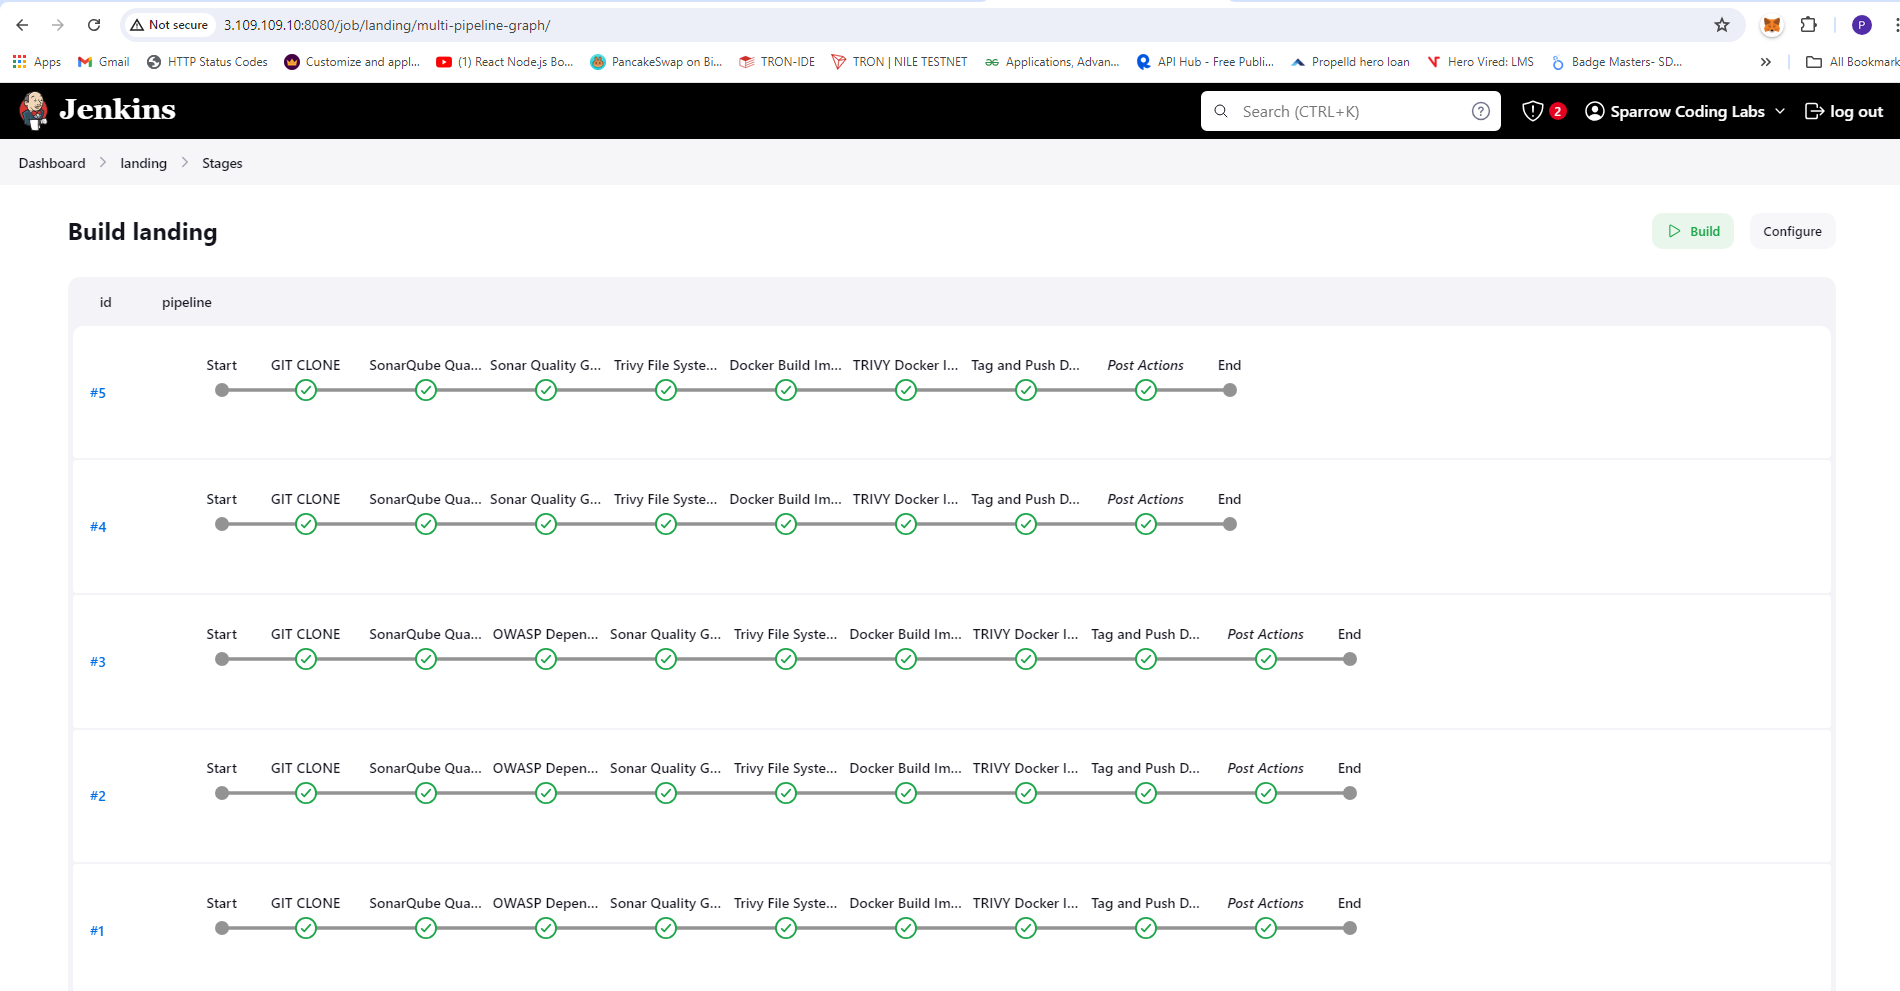 Not secure 3.109.109.10:8080/job/landing/multi-pipeline-graph/ P
Apps Gmail HTTP Status Codes Customize and appl... (1) React Node.js Bo... PancakeSwap on Bi... TRON-IDE TRON | NILE TESTNET Applications, Advan... API Hub - Free Publi... Propelld hero loan Hero Vired: LMS Badge Masters- SD... » All Bookmark
Jenkins Search (CTRL+K) ? 2 Sparrow Coding Labs log out
Dashboard landing Stages
Build landing Build Configure
id pipeline
Start GIT CLONE SonarQube Qua... Sonar Quality G... Trivy File Syste... Docker Build Im... TRIVY Docker I... Tag and Push D... Post Actions End
#5
Start GIT CLONE SonarQube Qua... Sonar Quality G... Trivy File Syste... Docker Build Im... TRIVY Docker I... Tag and Push D... Post Actions End
#4
Start GIT CLONE SonarQube Qua... OWASP Depen... Sonar Quality G... Trivy File Syste... Docker Build Im... TRIVY Docker I... Tag and Push D... Post Actions End
#3
Start GIT CLONE SonarQube Qua... OWASP Depen... Sonar Quality G... Trivy File Syste... Docker Build Im... TRIVY Docker I... Tag and Push D... Post Actions End
#2
Start GIT CLONE SonarQube Qua... OWASP Depen... Sonar Quality G... Trivy File Syste... Docker Build Im... TRIVY Docker I... Tag and Push D... Post Actions End
#1